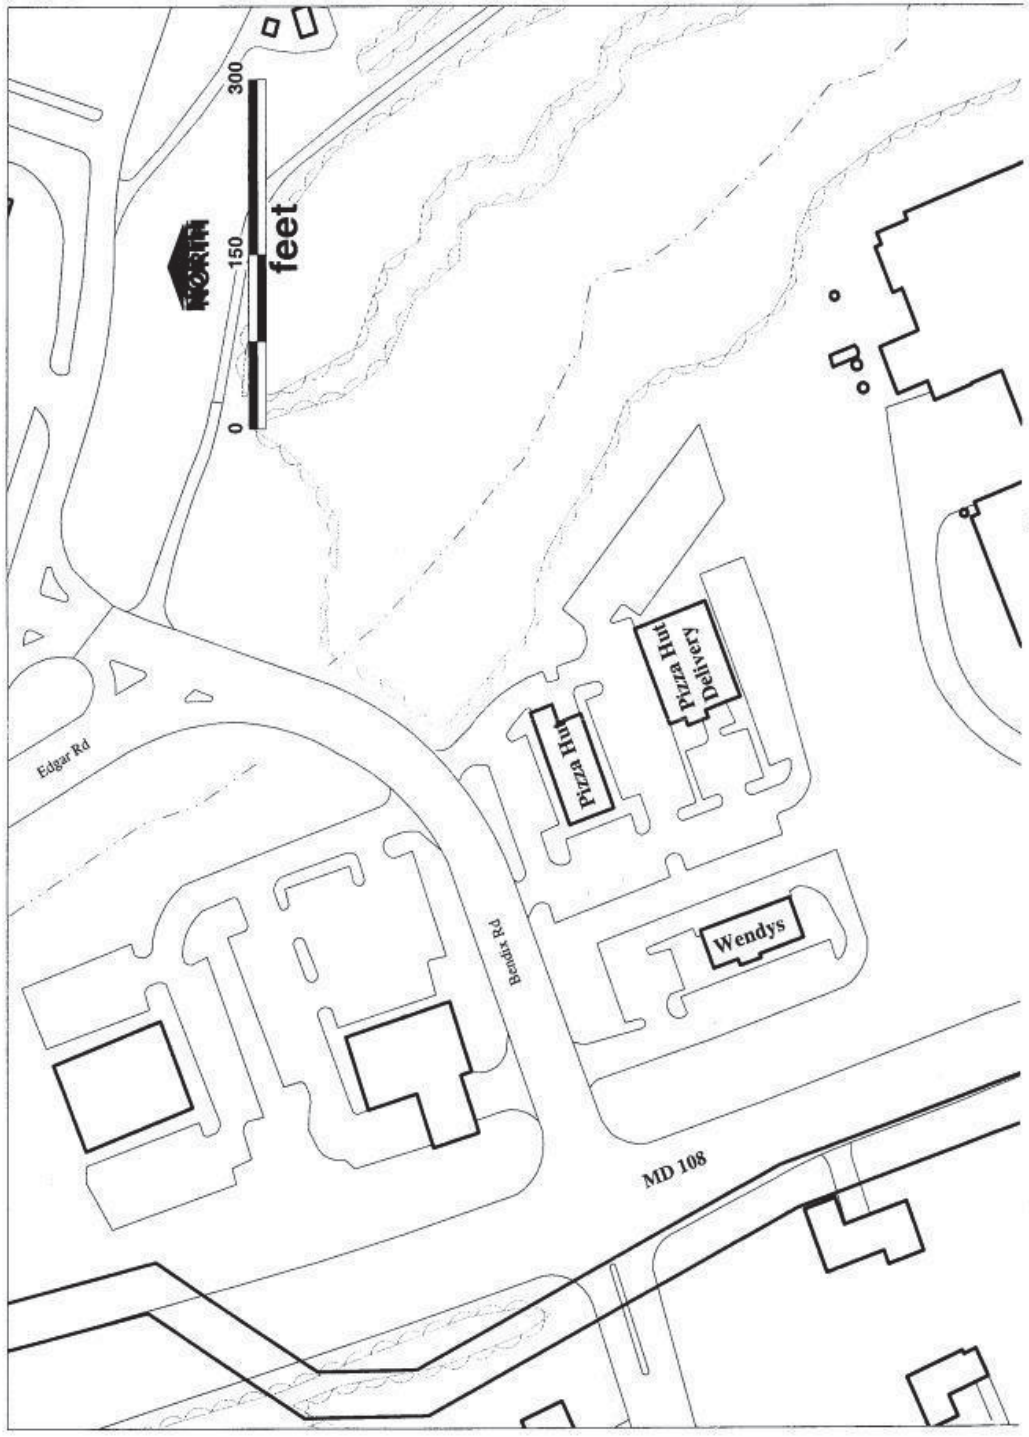 300
150
0
feet
NORTH
Edgar Rd
Pizza Hut
Delivery
Pizza Hut
Wendys
Bendix Rd
MD 108